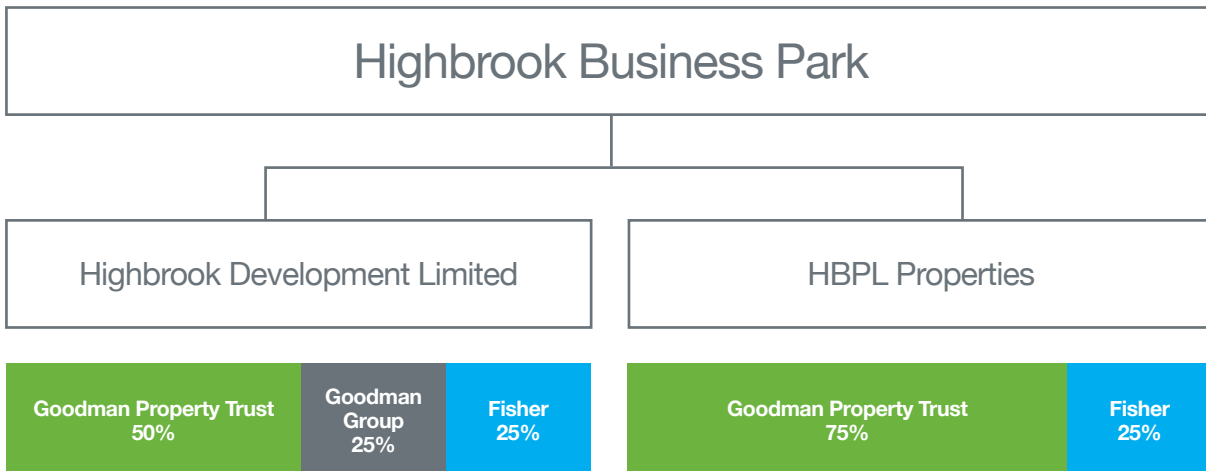 Highbrook Business Park
Highbrook Development Limited
HBPL Properties
Goodman Property Trust
50%
Goodman
Group
25%
Fisher
25%
Goodman Property Trust
75%
Fisher
25%